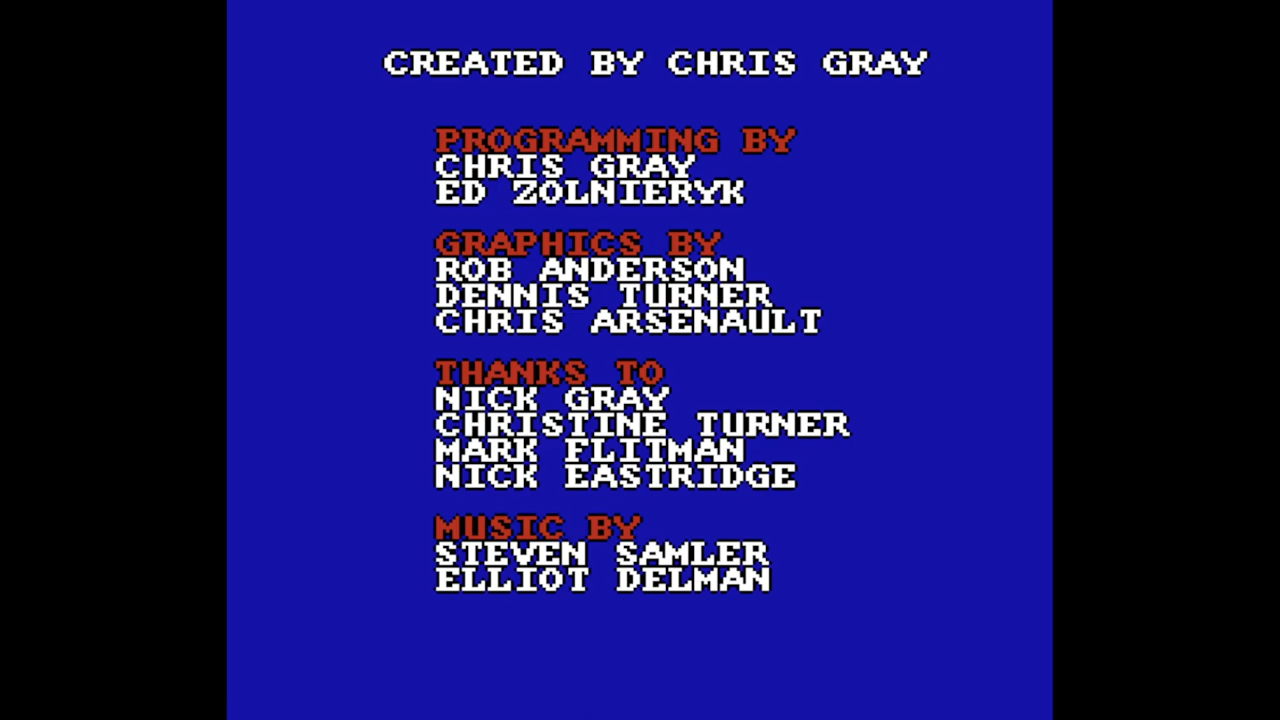 CREATED BY CHRIS GRAY
PROGRAMMING BY
CHRIS GRAY
ED ZOLNIERYK
GRAPHICS BY
ROB ANDERSON
DENNIS TURNER
CHRIS ARSENAULT
THANKS TO
NICK GRAY
CHRISTINE TURNER
MARK FLITMAN
NICK EASTRIDGE
MUSIC BY
STEVEN SAMLER
ELLIOT DELMAN